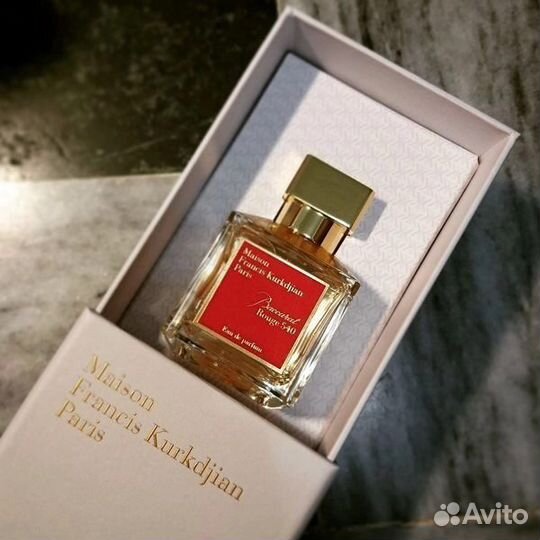 Maison
Francis Kurkdjian
Paris
Baccarat
Rouge 540
Eau de parfum
Maison
Francis Kurkdjian
Paris
Avito